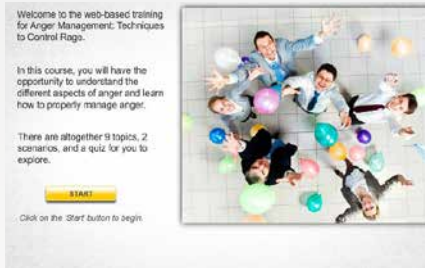 Welcome to the web-based training
for Anger Management: Techniques
to Control Rage.
In this course, you will have the
opportunity to understand the
different aspects of anger and learn
how to properly manage anger.
There are altogether 9 topics, 2
scenarios, and a quiz for you to
explore.
START
Click on the 'Start' button to begin.